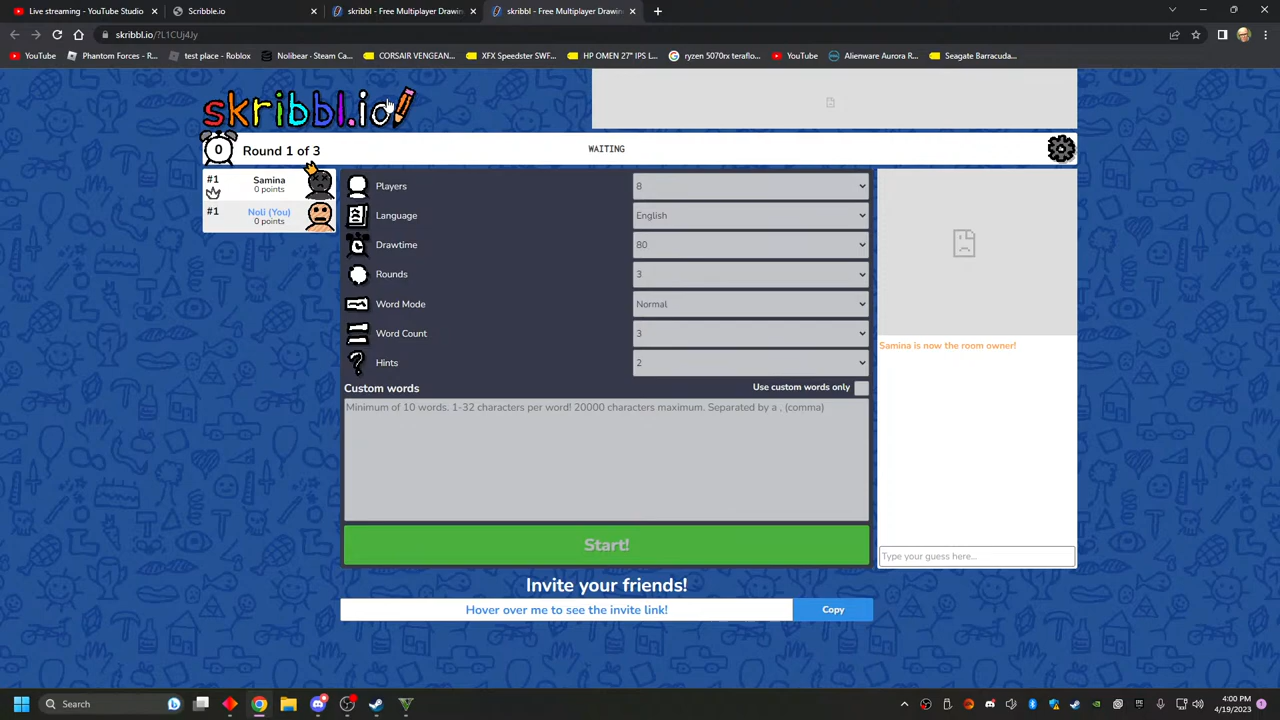 Live streaming - YouTube Studio
Scribble.io
skribbl - Free Multiplayer Drawin
skribbl - Free Multiplayer Drawin
skribbl.io/?L1CUj4Jy
YouTube
Phantom Forces - R...
test place - Roblox
Nolibear - Steam Ca...
CORSAIR VENGEAN...
XFX Speedster SWF...
HP OMEN 27" IPS L...
ryzen 5070rx teraflo...
YouTube
Alienware Aurora R...
Seagate Barracuda...
skribbl.io
0
Round 1 of 3
WAITING
#1
Samina
0 points
#1
Noli (You)
0 points
Players
8
Language
English
Drawtime
80
Rounds
3
Word Mode
Normal
Word Count
3
Hints
2
Custom words
Use custom words only
Minimum of 10 words. 1-32 characters per word! 20000 characters maximum. Separated by a , (comma)
Start!
Samina is now the room owner!
Type your guess here...
Invite your friends!
Hover over me to see the invite link!
Copy
Search
4:00 PM
4/19/2023
1